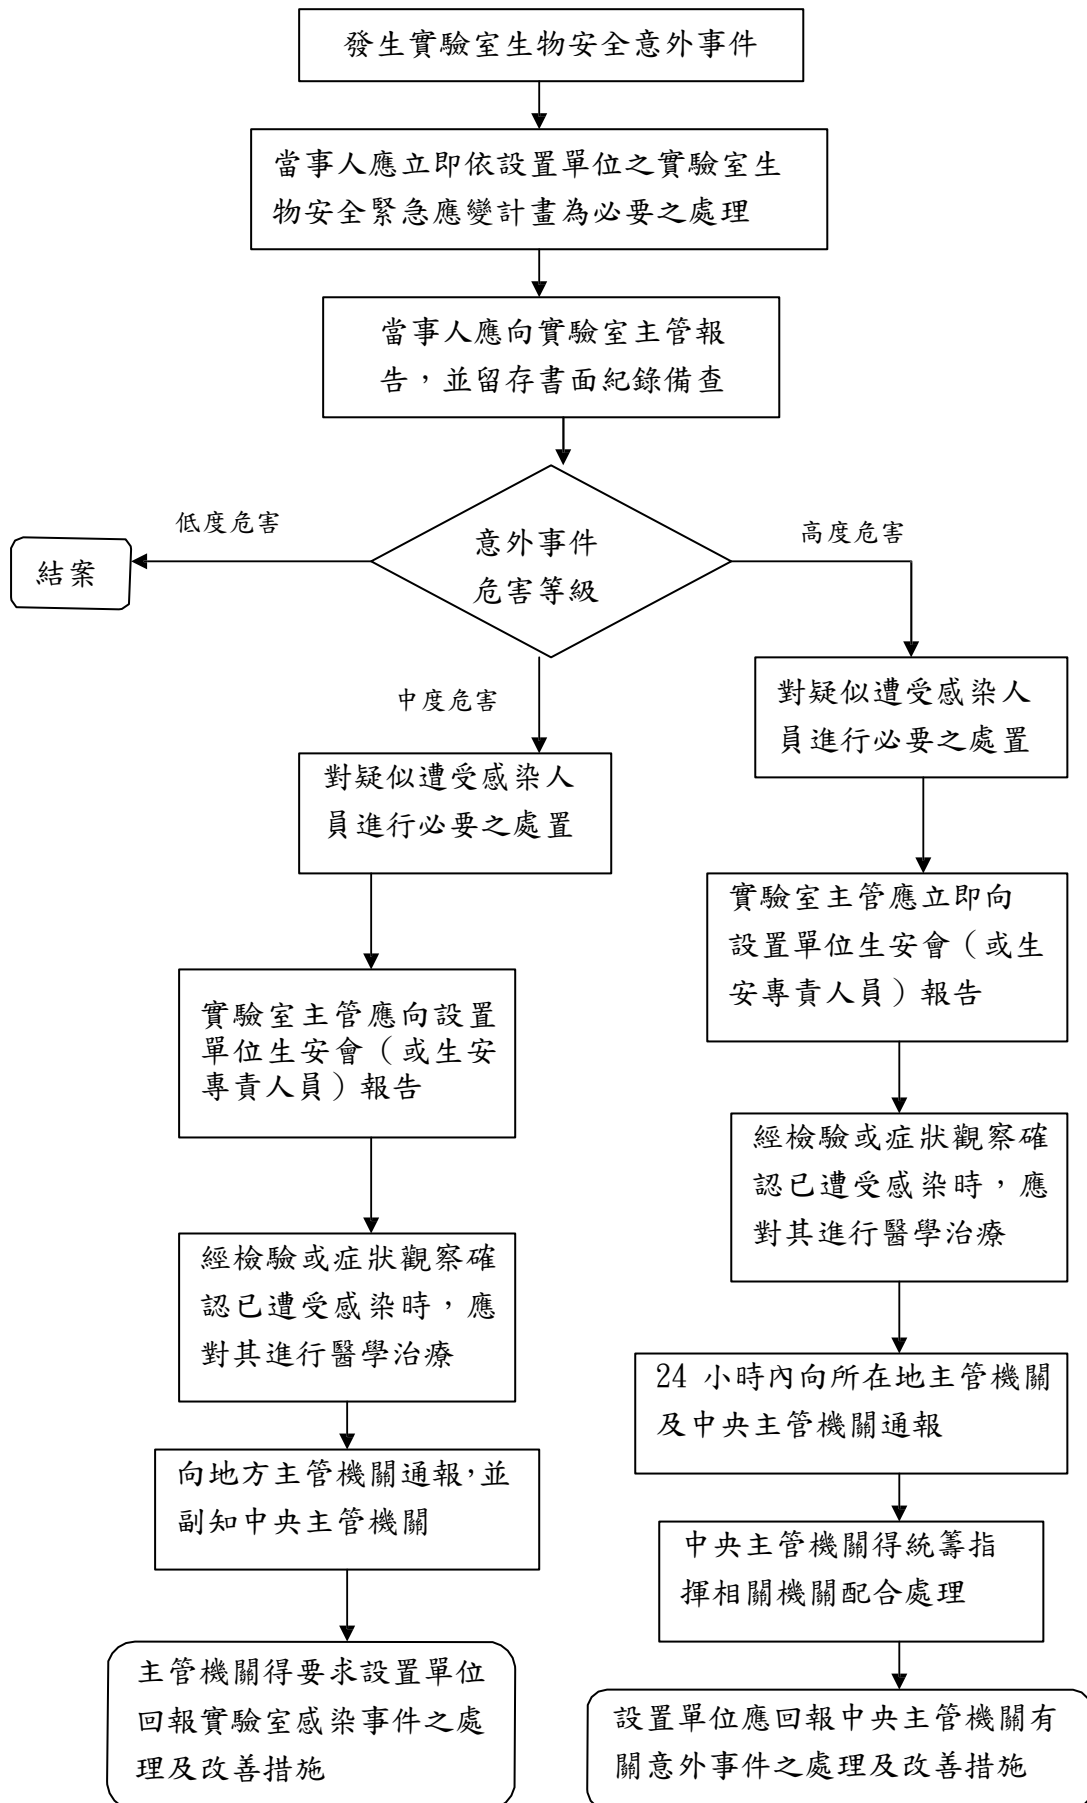 發生實驗室生物安全意外事件
當事人應立即依設置單位之實驗室生
物安全緊急應變計畫為必要之處理
當事人應向實驗室主管報
告，並留存書面紀錄備查
意外事件
危害等級
低度危害
結案
中度危害
對疑似遭受感染人
員進行必要之處置
實驗室主管應向設置
單位生安會（或生安
專責人員）報告
經檢驗或症狀觀察確
認已遭受感染時，應
對其進行醫學治療
向地方主管機關通報，並
副知中央主管機關
主管機關得要求設置單位
回報實驗室感染事件之處
理及改善措施
高度危害
對疑似遭受感染人
員進行必要之處置
實驗室主管應立即向
設置單位生安會（或生
安專責人員）報告
經檢驗或症狀觀察確
認已遭受感染時，應
對其進行醫學治療
24 小時內向所在地主管機關
及中央主管機關通報
中央主管機關得統籌指
揮相關機關配合處理
設置單位應回報中央主管機關有
關意外事件之處理及改善措施